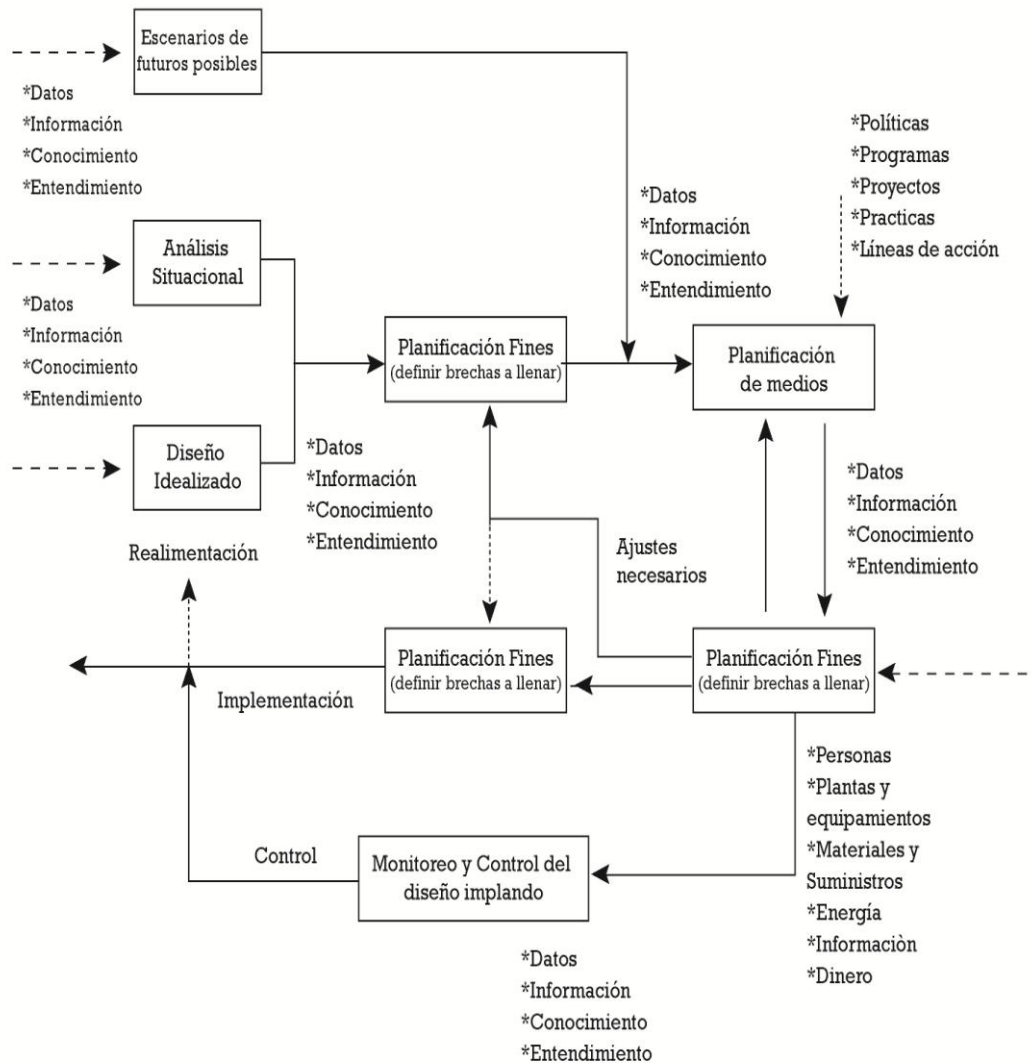 Escenarios de
futuros posibles
*Datos
*Información
*Conocimiento
*Entendimiento
*Políticas
*Programas
*Proyectos
*Practicas
*Líneas de acción
*Datos
*Información
*Conocimiento
*Entendimiento
Análisis
Situacional
*Datos
*Información
*Conocimiento
*Entendimiento
Planificación Fines
(definir brechas a llenar)
Planificación
de medios
Diseño
Idealizado
*Datos
*Información
*Conocimiento
*Entendimiento
*Datos
*Información
*Conocimiento
*Entendimiento
Realimentación
Ajustes
necesarios
Planificación Fines
(definir brechas a llenar)
Planificación Fines
(definir brechas a llenar)
Implementación
*Personas
*Plantas y
equipamientos
*Materiales y
Suministros
*Energía
*Informaciòn
*Dinero
Control
Monitoreo y Control del
diseño implando
*Datos
*Información
*Conocimiento
*Entendimiento